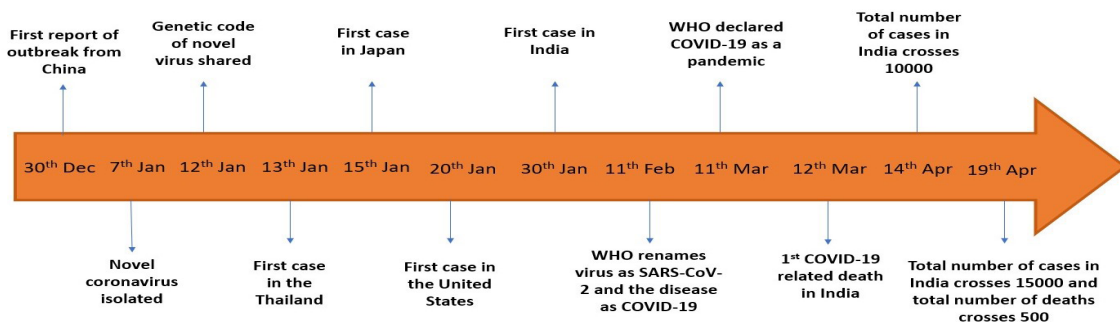 First report of
outbreak from
China
Genetic code
of novel
virus shared
First case
in Japan
First case in
India
WHO declared
COVID-19 as a
pandemic
Total number
of cases in
India crosses
10000
30th Dec
7th Jan
12th Jan
13th Jan
15th Jan
20th Jan
30th Jan
11th Feb
11th Mar
12th Mar
14th Apr
19th Apr
Novel
coronavirus
isolated
First case
in the
Thailand
First case in
the United
States
WHO renames
virus as SARS-CoV-
2 and the disease
as COVID-19
1st COVID-19
related death
in India
Total number of cases in
India crosses 15000 and
total number of deaths
crosses 500